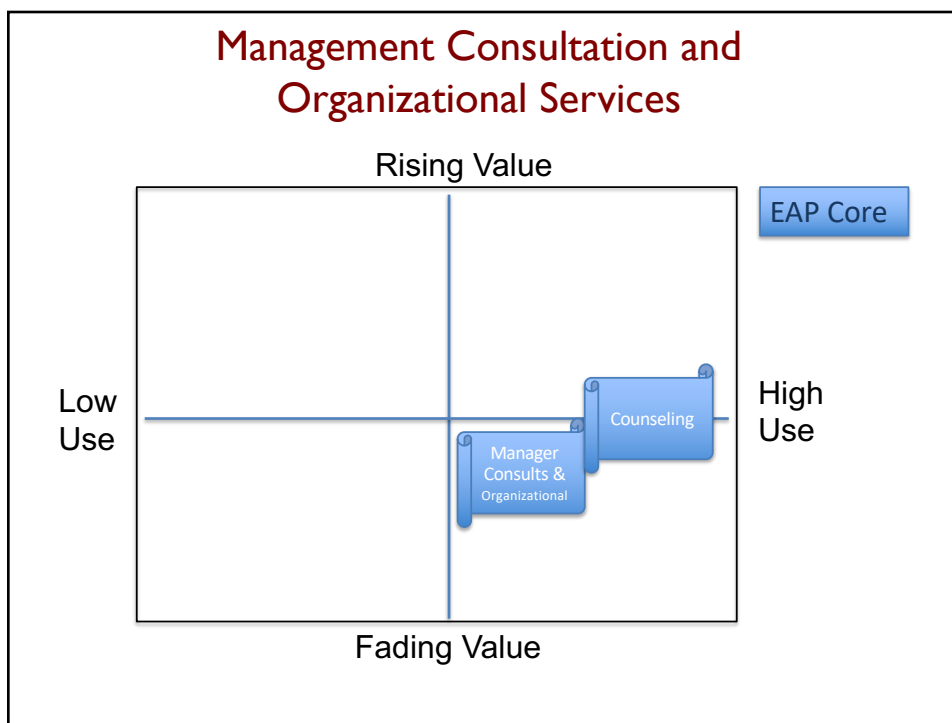 Management Consultation and
Organizational Services
Rising Value
EAP Core
Low
Use
High
Use
Counseling
Manager
Consults &
Organizational
Fading Value